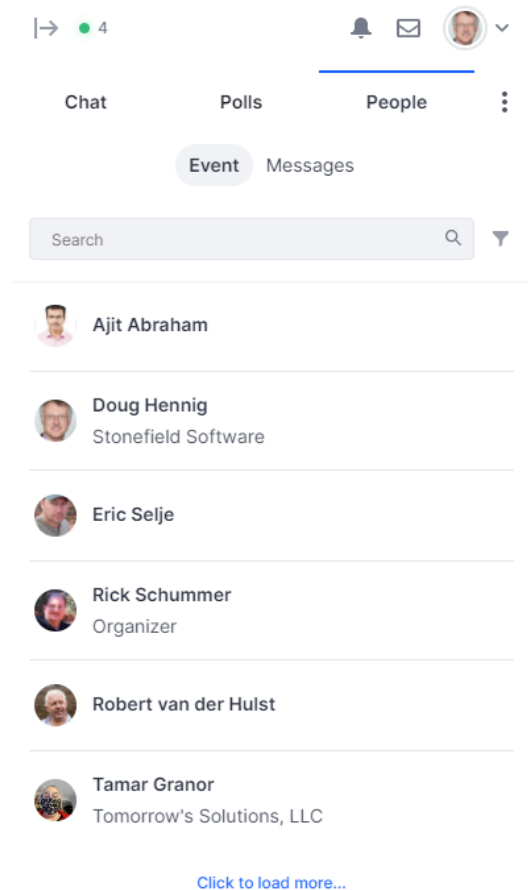 4
Chat
Polls
People
Event
Messages
Search
Ajit Abraham
Doug Hennig
Stonefield Software
Eric Selje
Rick Schummer
Organizer
Robert van der Hulst
Tamar Granor
Tomorrow's Solutions, LLC
Click to load more...